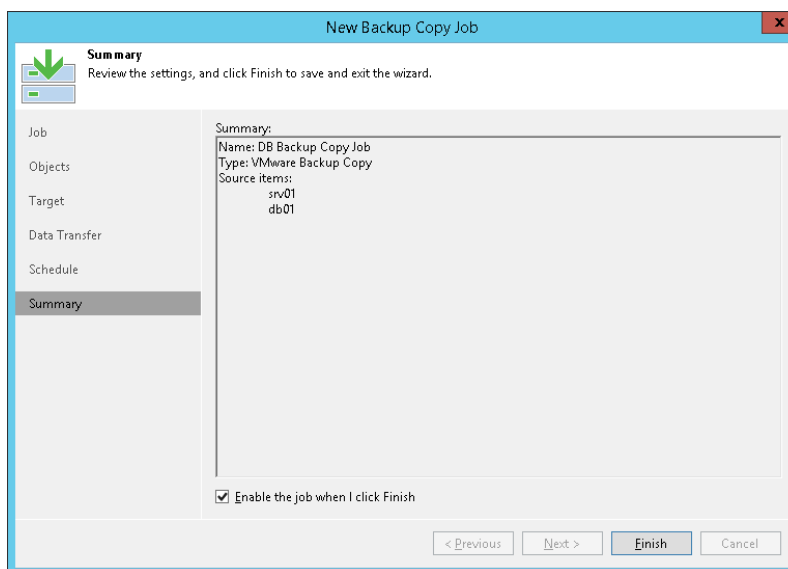 New Backup Copy Job
x
Summary
Review the settings, and click Finish to save and exit the wizard.
Job
Objects
Target
Data Transfer
Schedule
Summary
Summary:
Name: DB Backup Copy Job
Type: VMware Backup Copy
Source items:
srv01
db01
Enable the job when I click Finish
< Previous
Next >
Finish
Cancel